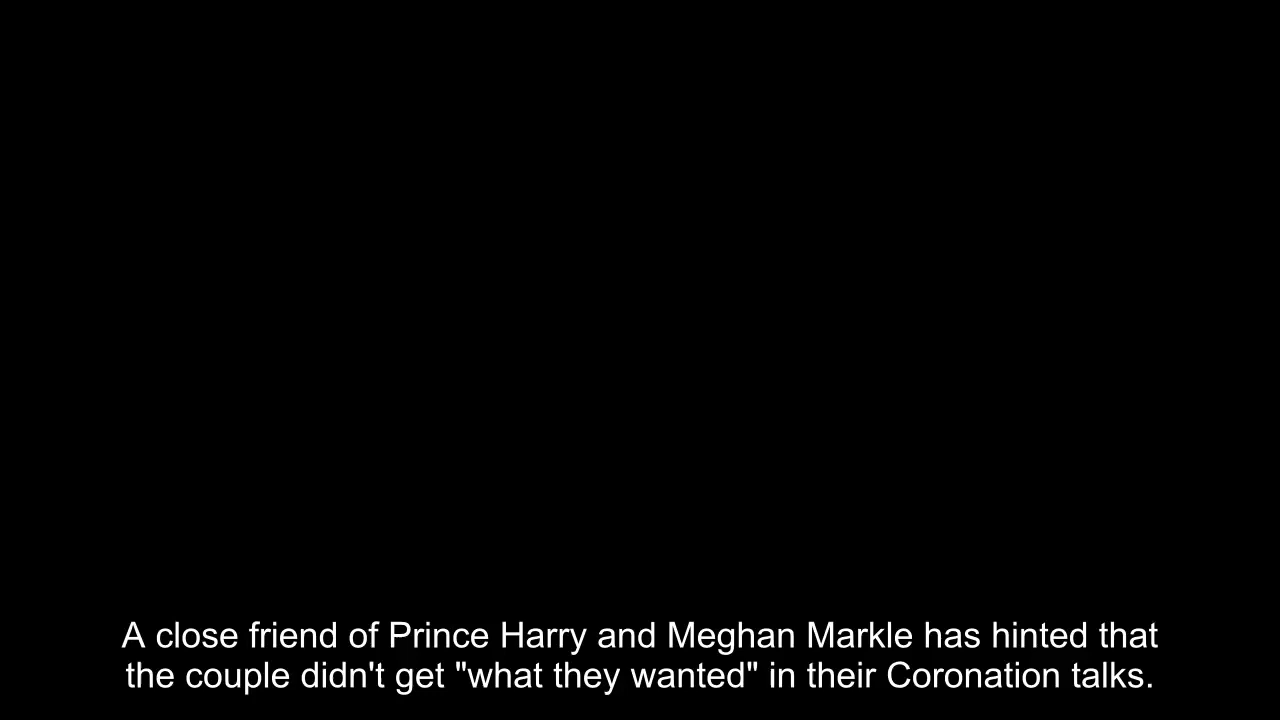 A close friend of Prince Harry and Meghan Markle has hinted that
the couple didn't get "what they wanted" in their Coronation talks.